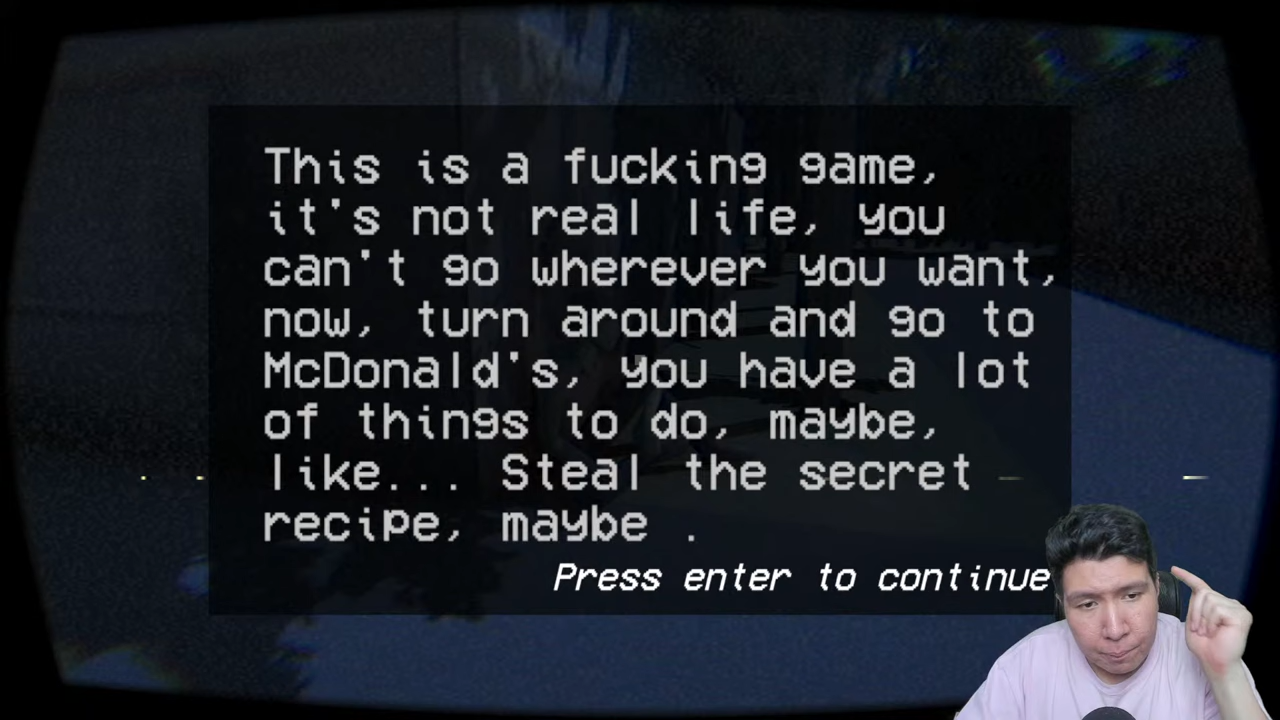 This is a fucking game,
it's not real life, you
can't go wherever you want,
now, turn around and go to
McDonald's, you have a lot
of things to do, maybe,
like... Steal the secret
recipe, maybe .
Press enter to continue